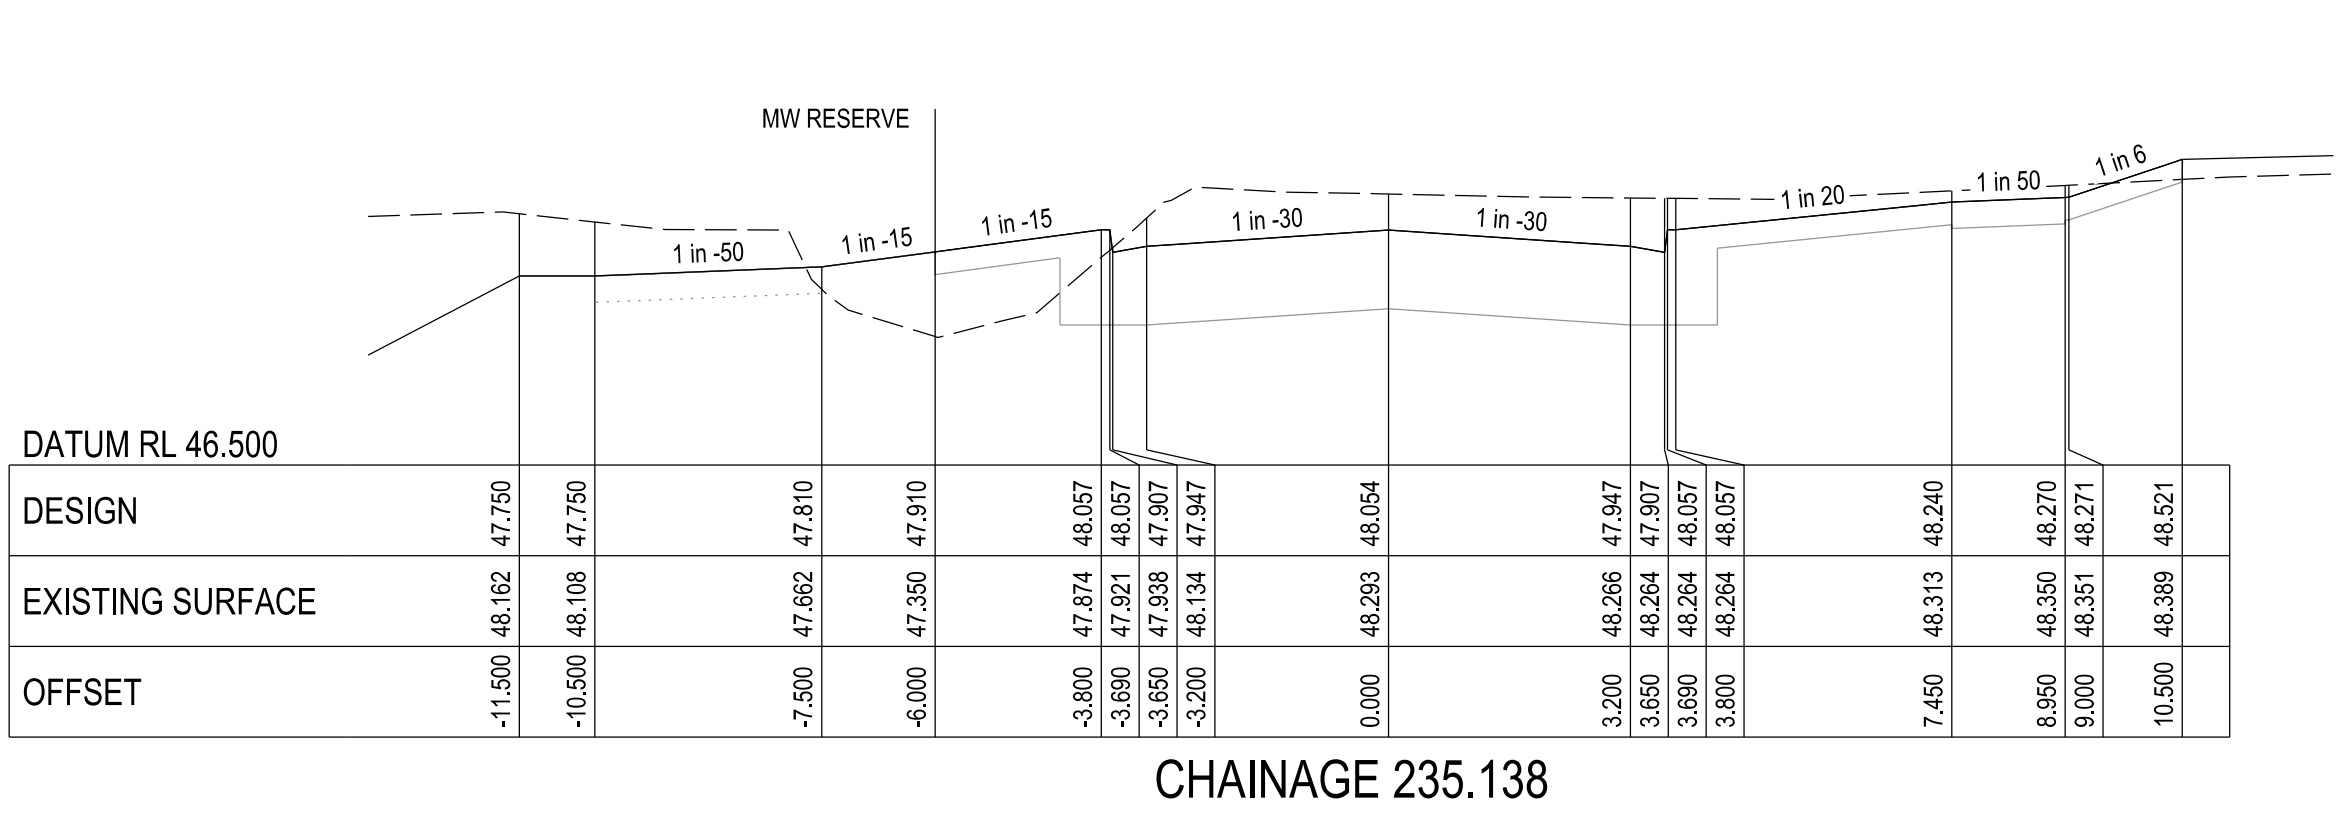 MW RESERVE
1 in -50
1 in -15
1 in -15
1 in -30
1 in -30
1 in 20
1 in 50
1 in 6
DATUM RL 46.500
DESIGN 47.750 47.750 47.810 47.910 48.057 48.057 47.907 47.947 48.054 47.947 47.907 48.057 48.057 48.240 48.270 48.271 48.521
EXISTING SURFACE 48.162 48.108 47.662 47.350 47.874 47.921 47.938 48.134 48.293 48.266 48.264 48.264 48.264 48.313 48.350 48.351 48.389
OFFSET -11.500 -10.500 -7.500 -6.000 -3.800 -3.690 -3.650 -3.200 0.000 3.200 3.650 3.690 3.800 7.450 8.950 9.000 10.500
CHAINAGE 235.138